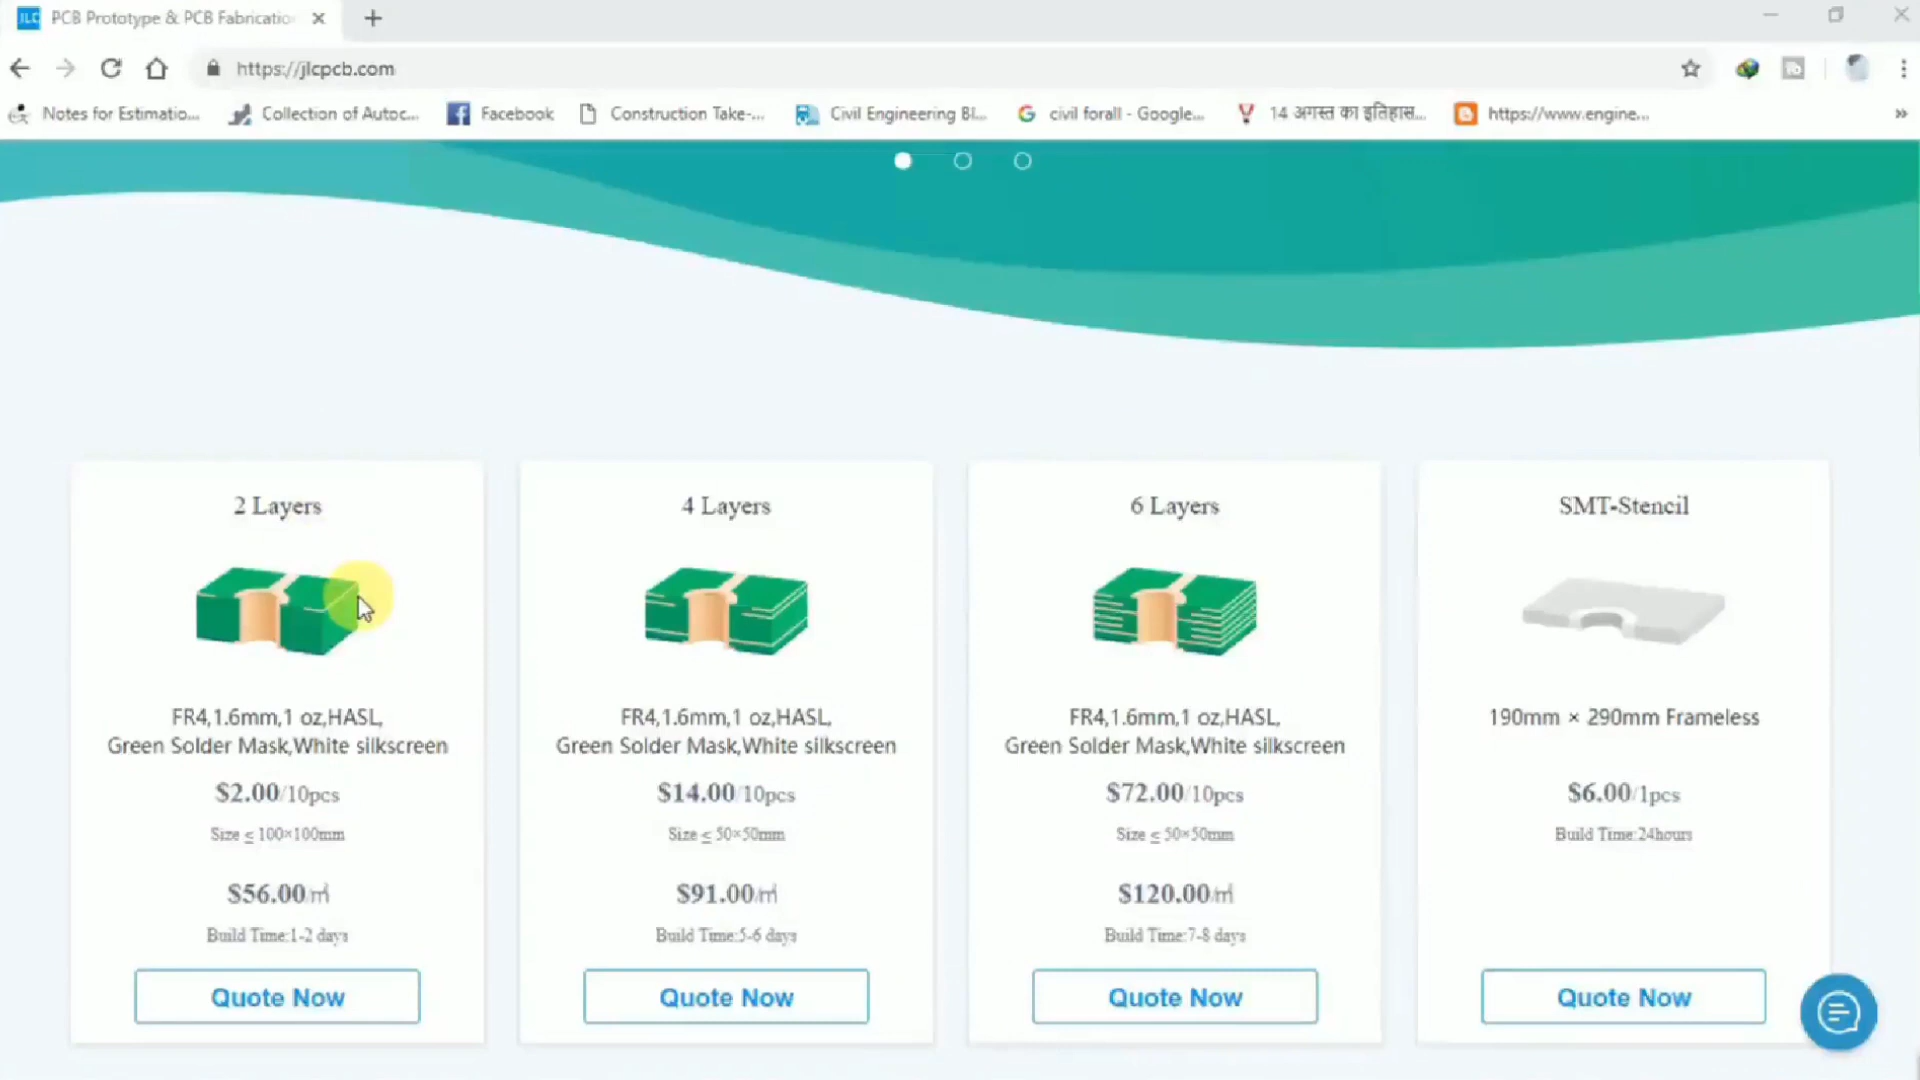 JLC PCB Prototype & PCB Fabricatio
https://jlcpcb.com
Notes for Estimatio... Collection of Autoc... Facebook Construction Take-... Civil Engineering Bl... civil forall - Google... 14 अगस्त का इतिहास... https://www.engine...
2 Layers
FR4,1.6mm,1 oz,HASL,
Green Solder Mask,White silkscreen
$2.00/10pcs
Size ≤ 100×100mm
$56.00/㎡
Build Time:1-2 days
Quote Now
4 Layers
FR4,1.6mm,1 oz,HASL,
Green Solder Mask,White silkscreen
$14.00/10pcs
Size ≤ 50×50mm
$91.00/㎡
Build Time:5-6 days
Quote Now
6 Layers
FR4,1.6mm,1 oz,HASL,
Green Solder Mask,White silkscreen
$72.00/10pcs
Size ≤ 50×50mm
$120.00/㎡
Build Time:7-8 days
Quote Now
SMT-Stencil
190mm × 290mm Frameless
$6.00/1pcs
Build Time:24hours
Quote Now